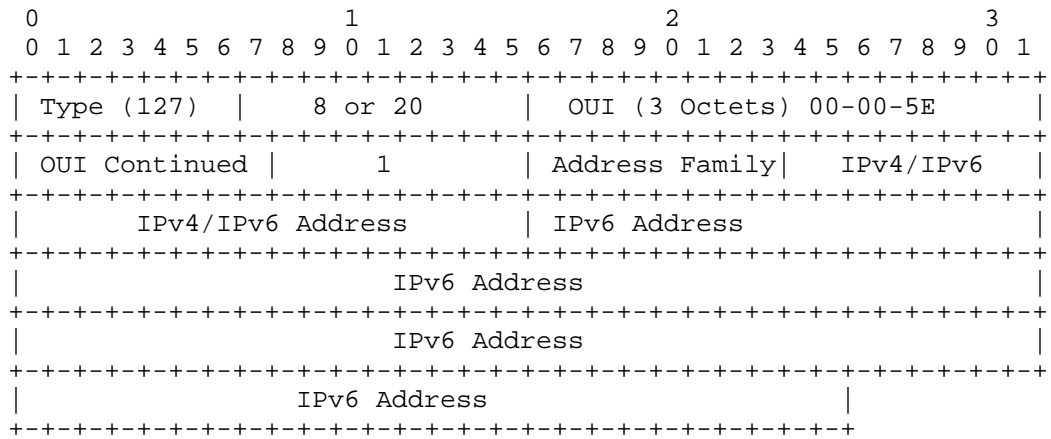 0                   1                   2                   3
0 1 2 3 4 5 6 7 8 9 0 1 2 3 4 5 6 7 8 9 0 1 2 3 4 5 6 7 8 9 0 1
+-+-+-+-+-+-+-+-+-+-+-+-+-+-+-+-+-+-+-+-+-+-+-+-+-+-+-+-+-+-+-+-+
| Type (127)  |    8 or 20      |  OUI (3 Octets) 00-00-5E      |
+-+-+-+-+-+-+-+-+-+-+-+-+-+-+-+-+-+-+-+-+-+-+-+-+-+-+-+-+-+-+-+-+
| OUI Continued |      1        | Address Family|   IPv4/IPv6   |
+-+-+-+-+-+-+-+-+-+-+-+-+-+-+-+-+-+-+-+-+-+-+-+-+-+-+-+-+-+-+-+-+
|       IPv4/IPv6 Address       | IPv6 Address                  |
+-+-+-+-+-+-+-+-+-+-+-+-+-+-+-+-+-+-+-+-+-+-+-+-+-+-+-+-+-+-+-+-+
|                       IPv6 Address                            |
+-+-+-+-+-+-+-+-+-+-+-+-+-+-+-+-+-+-+-+-+-+-+-+-+-+-+-+-+-+-+-+-+
|                       IPv6 Address                            |
+-+-+-+-+-+-+-+-+-+-+-+-+-+-+-+-+-+-+-+-+-+-+-+-+-+-+-+-+-+-+-+-+
|                 IPv6 Address                      |
+-+-+-+-+-+-+-+-+-+-+-+-+-+-+-+-+-+-+-+-+-+-+-+-+-+-+